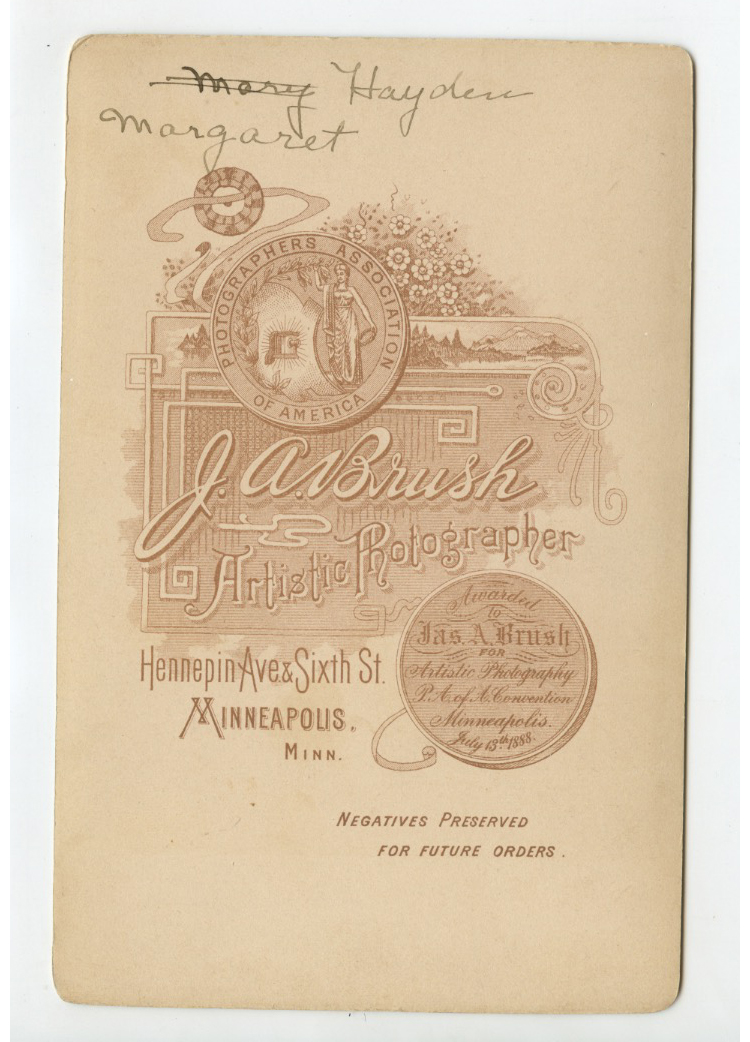 Mary Hayden
Margaret
PHOTOGRAPHERS ASSOCIATION
OF AMERICA
J. A. Brush
Artistic Photographer
Hennepin Ave. & Sixth St.
MINNEAPOLIS,
MINN.
Awarded
to
Jas. A. Brush
FOR
Artistic Photography
P. A. of A. Convention
Minneapolis.
July 13th 1888.
NEGATIVES PRESERVED
FOR FUTURE ORDERS.